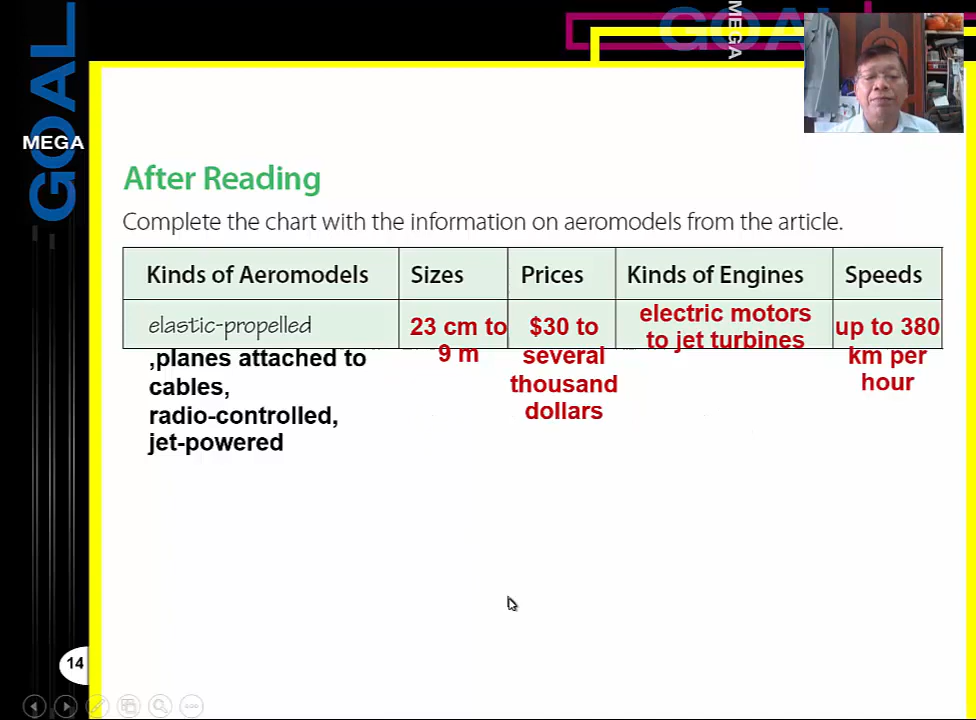 GOAL
MEGA
GOAL
MEGA
After Reading
Complete the chart with the information on aeromodels from the article.
Kinds of Aeromodels Sizes Prices Kinds of Engines Speeds
elastic-propelled
,planes attached to
cables,
radio-controlled,
jet-powered
23 cm to
9 m
$30 to
several
thousand
dollars
electric motors
to jet turbines
up to 380
km per
hour
14